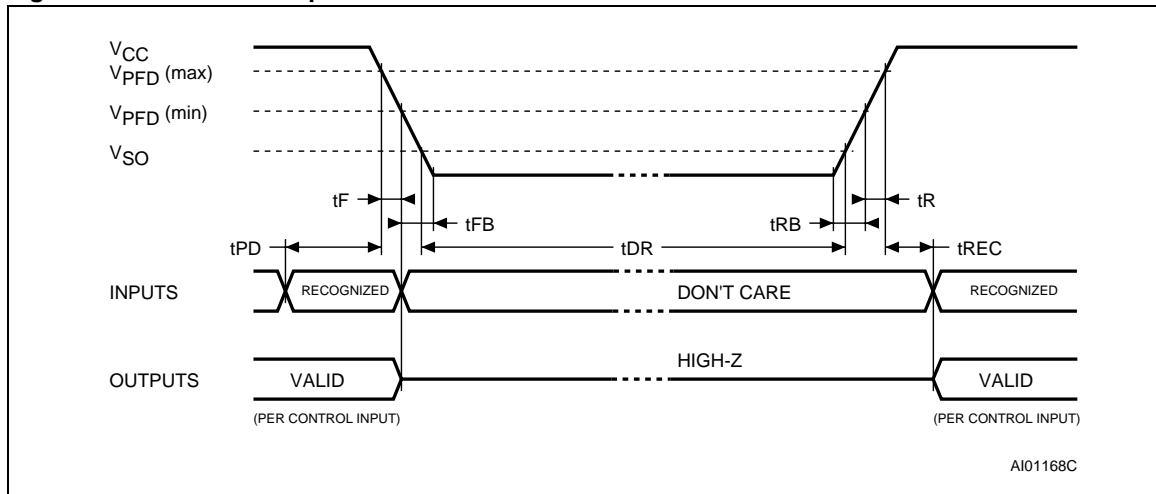 VCC
VPFD (max)
VPFD (min)
VSO
tF
tFB
tR
tRB
tPD
tDR
tREC
INPUTS
RECOGNIZED
DON'T CARE
RECOGNIZED
HIGH-Z
OUTPUTS
VALID
VALID
(PER CONTROL INPUT)
(PER CONTROL INPUT)
AI01168C